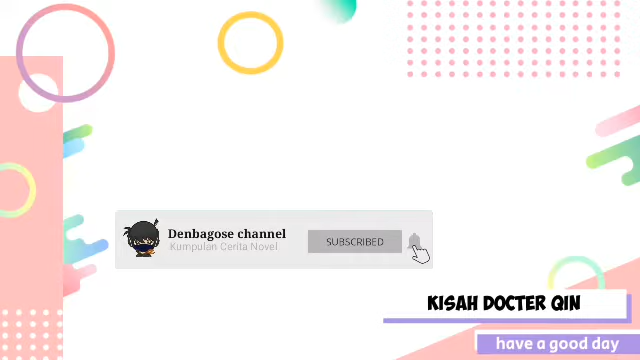 Denbagose channel
Kumpulan Cerita Novel
SUBSCRIBED
KISAH DOCTER QIN
have a good day